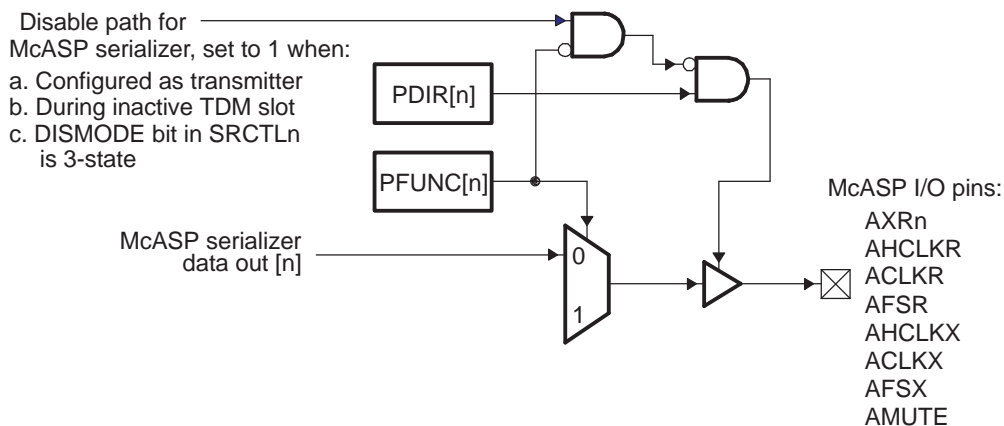 Disable path for
McASP serializer, set to 1 when:
a. Configured as transmitter
b. During inactive TDM slot
c. DISMODE bit in SRCTLn
is 3-state
PDIR[n]
PFUNC[n]
McASP serializer
data out [n]
0
1
McASP I/O pins:
AXRn
AHCLKR
ACLKR
AFSR
AHCLKX
ACLKX
AFSX
AMUTE